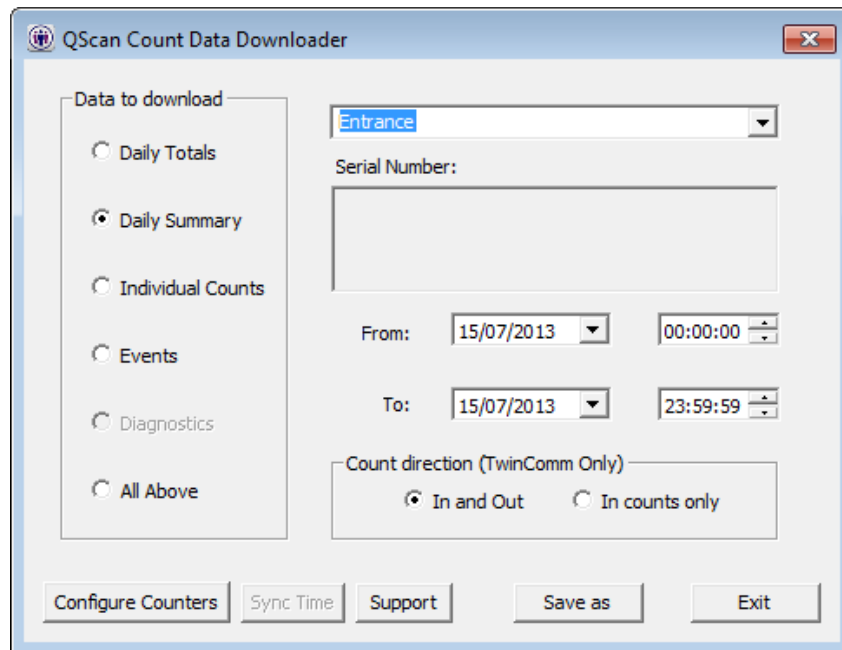 QScan Count Data Downloader
Data to download
Daily Totals
Daily Summary
Individual Counts
Events
Diagnostics
All Above
Entrance
Serial Number:
From: 15/07/2013 00:00:00
To: 15/07/2013 23:59:59
Count direction (TwinComm Only)
In and Out In counts only
Configure Counters Sync Time Support Save as Exit